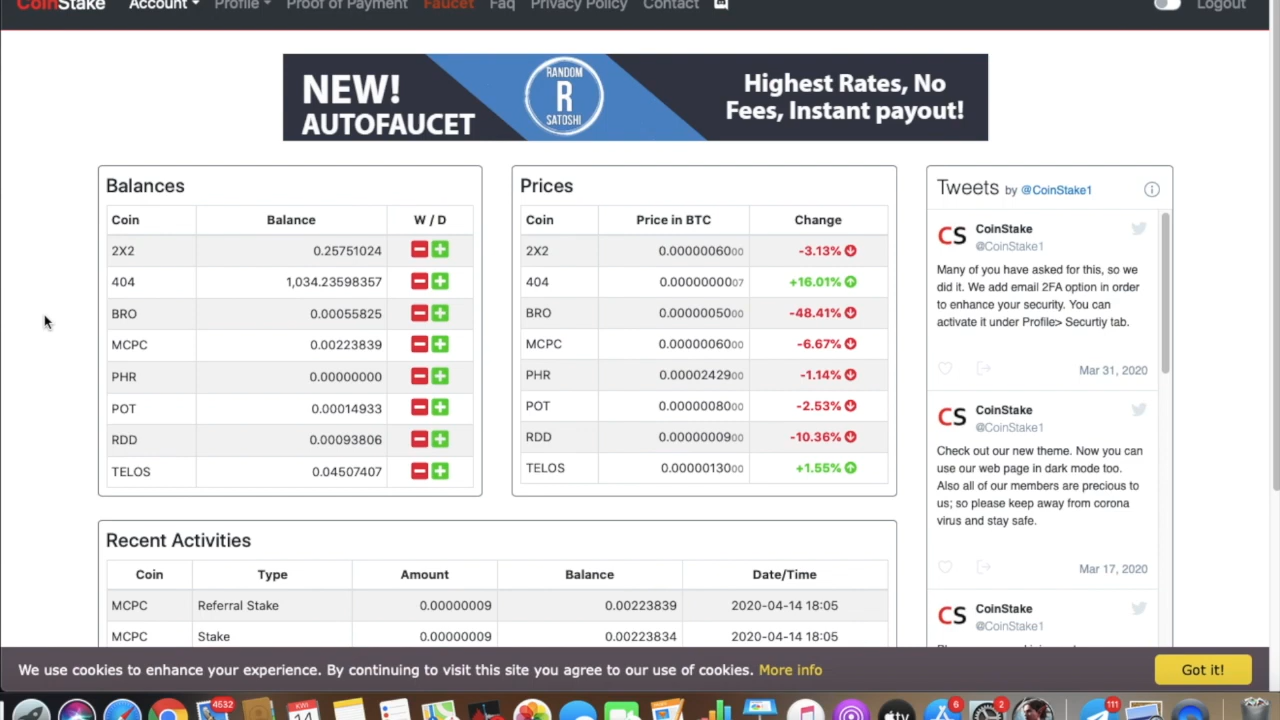 CoinStake Account Profile Proof of Payment Faucet Faq Privacy Policy Contact Logout
NEW!
AUTOFAUCET
RANDOM
R
SATOSHI
Highest Rates, No
Fees, Instant payout!
Balances
Coin Balance W / D
2X2 0.25751024
404 1,034.23598357
BRO 0.00055825
MCPC 0.00223839
PHR 0.00000000
POT 0.00014933
RDD 0.00093806
TELOS 0.04507407
Prices
Coin Price in BTC Change
2X2 0.0000006000 -3.13%
404 0.0000000007 +16.01%
BRO 0.0000005000 -48.41%
MCPC 0.0000006000 -6.67%
PHR 0.0000242900 -1.14%
POT 0.0000008000 -2.53%
RDD 0.0000000900 -10.36%
TELOS 0.0000013000 +1.55%
Tweets by @CoinStake1
CS CoinStake
@CoinStake1
Many of you have asked for this, so we
did it. We add email 2FA option in order
to enhance your security. You can
activate it under Profile> Securtiy tab.
Mar 31, 2020
CS CoinStake
@CoinStake1
Check out our new theme. Now you can
use our web page in dark mode too.
Also all of our members are precious to
us; so please keep away from corona
virus and stay safe.
Mar 17, 2020
CS CoinStake
@CoinStake1
Recent Activities
Coin Type Amount Balance Date/Time
MCPC Referral Stake 0.00000009 0.00223839 2020-04-14 18:05
MCPC Stake 0.00000009 0.00223834 2020-04-14 18:05
We use cookies to enhance your experience. By continuing to visit this site you agree to our use of cookies. More info
Got it!
4632
14
tv
6
2
111